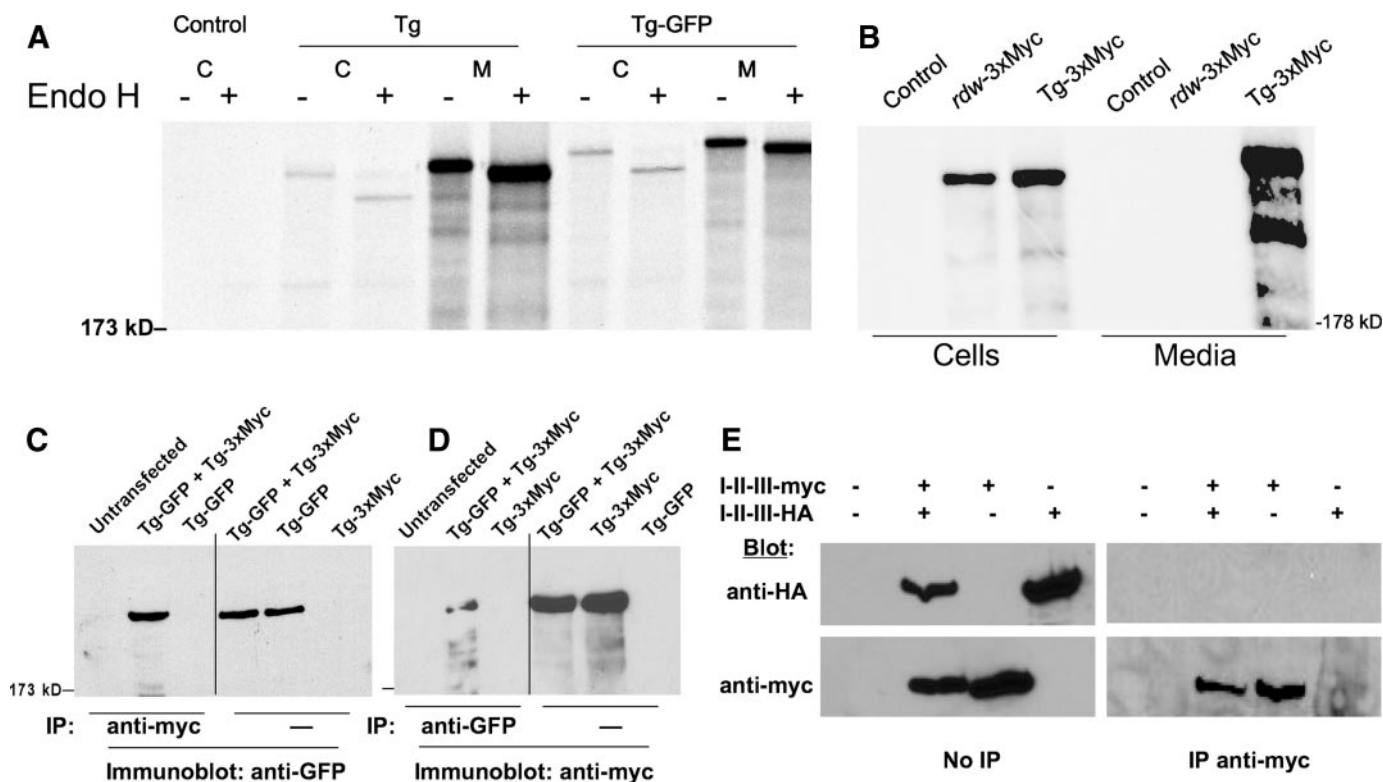 A
Control
Tg
Tg-GFP
C
C
M
C
M
Endo H
-
+
-
+
-
+
-
+
-
+
173 kD–
B
Control
rdw-3xMyc
Tg-3xMyc
Control
rdw-3xMyc
Tg-3xMyc
-178 kD
Cells
Media
C
Untransfected
Tg-GFP + Tg-3xMyc
Tg-GFP
Tg-GFP + Tg-3xMyc
Tg-GFP
Tg-3xMyc
173 kD—
IP:
anti-myc
—
Immunoblot: anti-GFP
D
Untransfected
Tg-GFP + Tg-3xMyc
Tg-3xMyc
Tg-GFP + Tg-3xMyc
Tg-3xMyc
Tg-GFP
IP:
anti-GFP
—
Immunoblot: anti-myc
E
I-II-III-myc - + + - - + + -
I-II-III-HA - + - + - + - +
Blot:
anti-HA
anti-myc
No IP
IP anti-myc